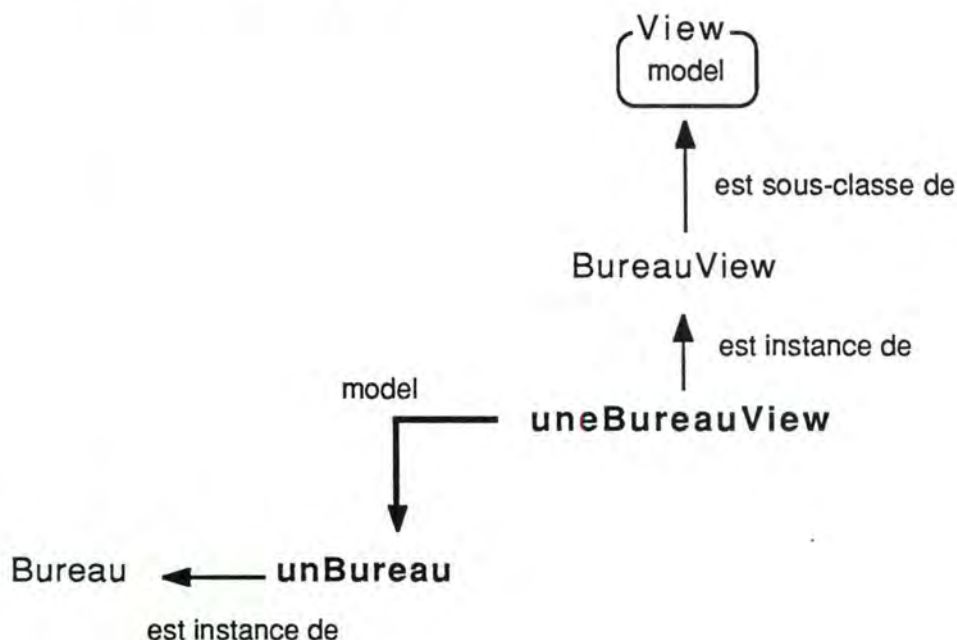 View
model
est sous-classe de
BureauView
est instance de
model
uneBureauView
Bureau
unBureau
est instance de